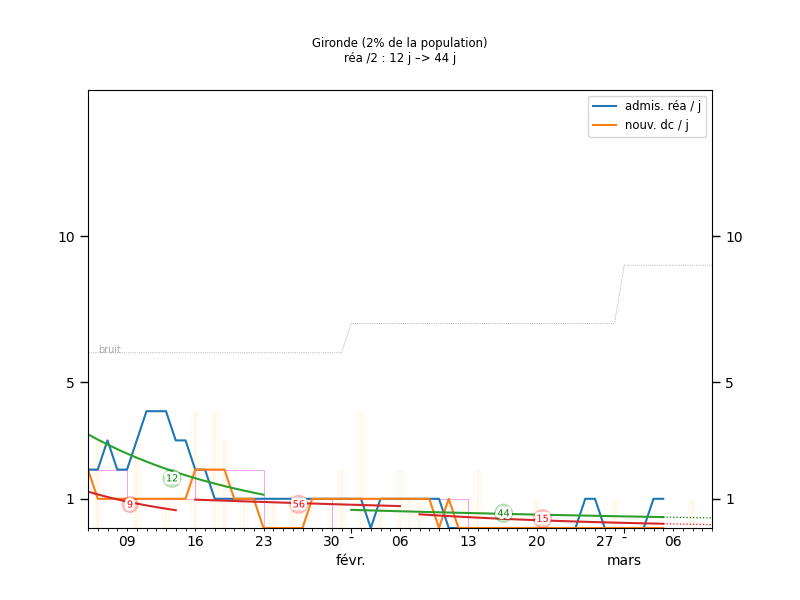 Gironde (2% de la population)
réa /2 : 12 j –> 44 j
admis. réa / j
nouv. dc / j
10 10
bruit
5 5
12
9 56 44 15
1 1
09 16 23 30 - 06 13 20 27 - 06
févr. mars